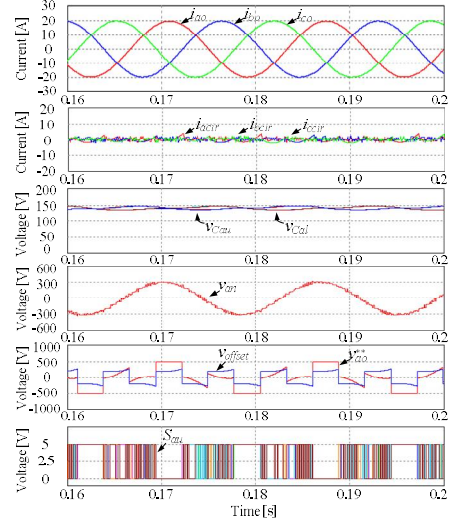 30
20
10
0
-10
-20
-30
Current [A]
i_ao
i_bo
i_co
0.16 0.17 0.18 0.19 0.2
20
10
0
-10
-20
Current [A]
i_acir
i_bcir
i_ccir
0.16 0.17 0.18 0.19 0.2
200
150
100
50
0
Voltage [V]
v_Cau
v_Cal
0.16 0.17 0.18 0.19 0.2
600
300
0
-300
-600
Voltage [V]
v_an
0.16 0.17 0.18 0.19 0.2
1000
500
0
-500
-1000
Voltage [V]
v_offset
v_ao**
0.16 0.17 0.18 0.19 0.2
5
2.5
0
Voltage [V]
S_au
0.16 0.17 0.18 0.19 0.2
Time [s]